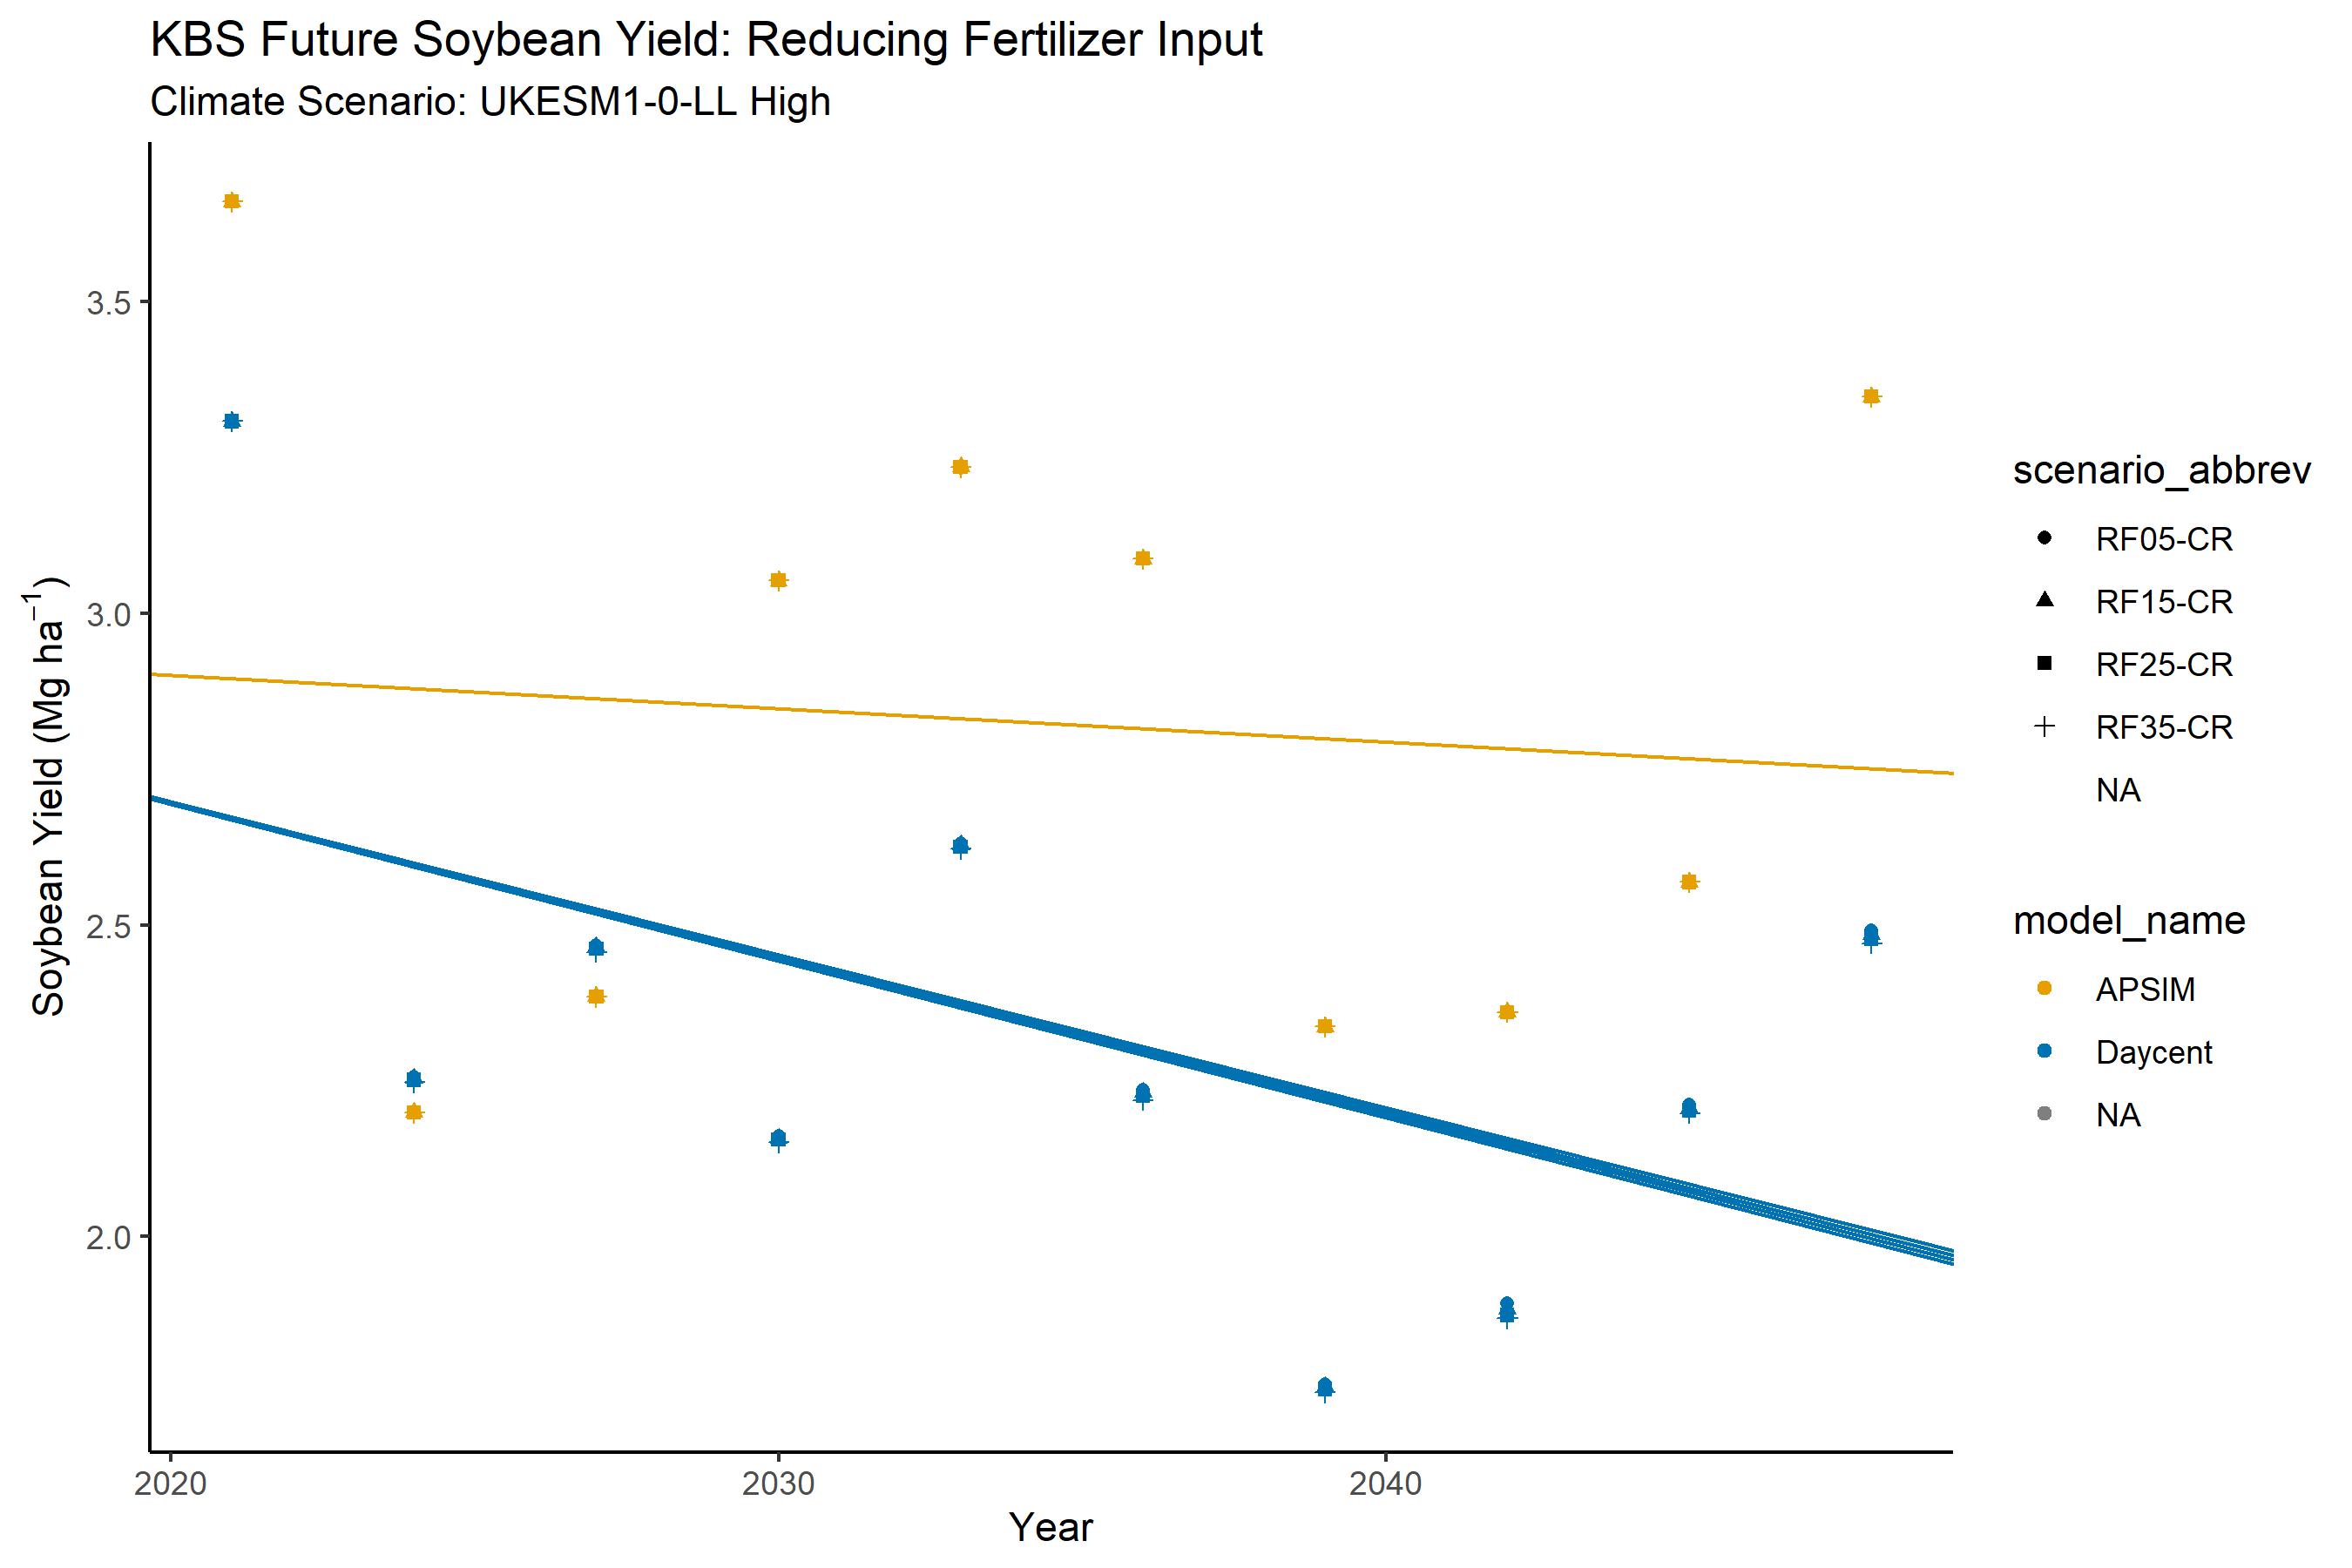 KBS Future Soybean Yield: Reducing Fertilizer Input
Climate Scenario: UKESM1-0-LL High
Soybean Yield (Mg ha⁻¹)
3.5
3.0
2.5
2.0
2020
2030
2040
Year
scenario_abbrev
RF05-CR
RF15-CR
RF25-CR
RF35-CR
NA
model_name
APSIM
Daycent
NA